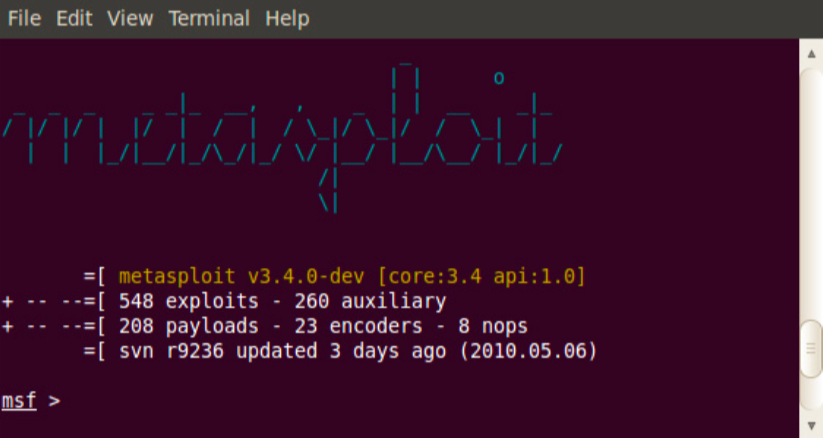 File Edit View Terminal Help
metasploit
=[ metasploit v3.4.0-dev [core:3.4 api:1.0]
+ -- --=[ 548 exploits - 260 auxiliary
+ -- --=[ 208 payloads - 23 encoders - 8 nops
=[ svn r9236 updated 3 days ago (2010.05.06)
msf >